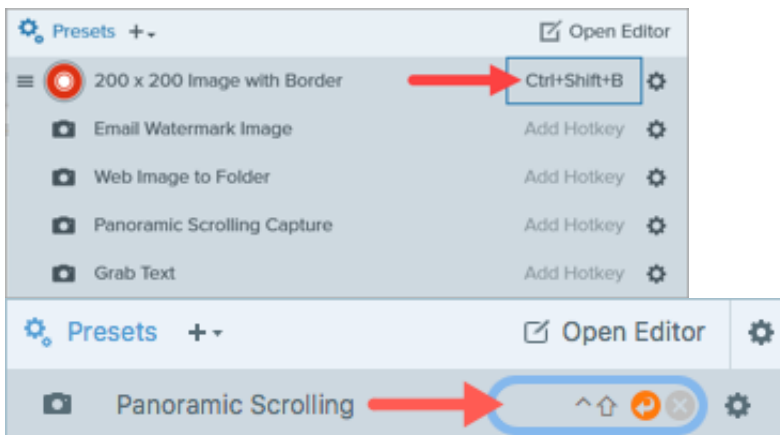 Presets Open Editor
200 x 200 Image with Border Ctrl+Shift+B
Email Watermark Image Add Hotkey
Web Image to Folder Add Hotkey
Panoramic Scrolling Capture Add Hotkey
Grab Text Add Hotkey
Presets Open Editor
Panoramic Scrolling